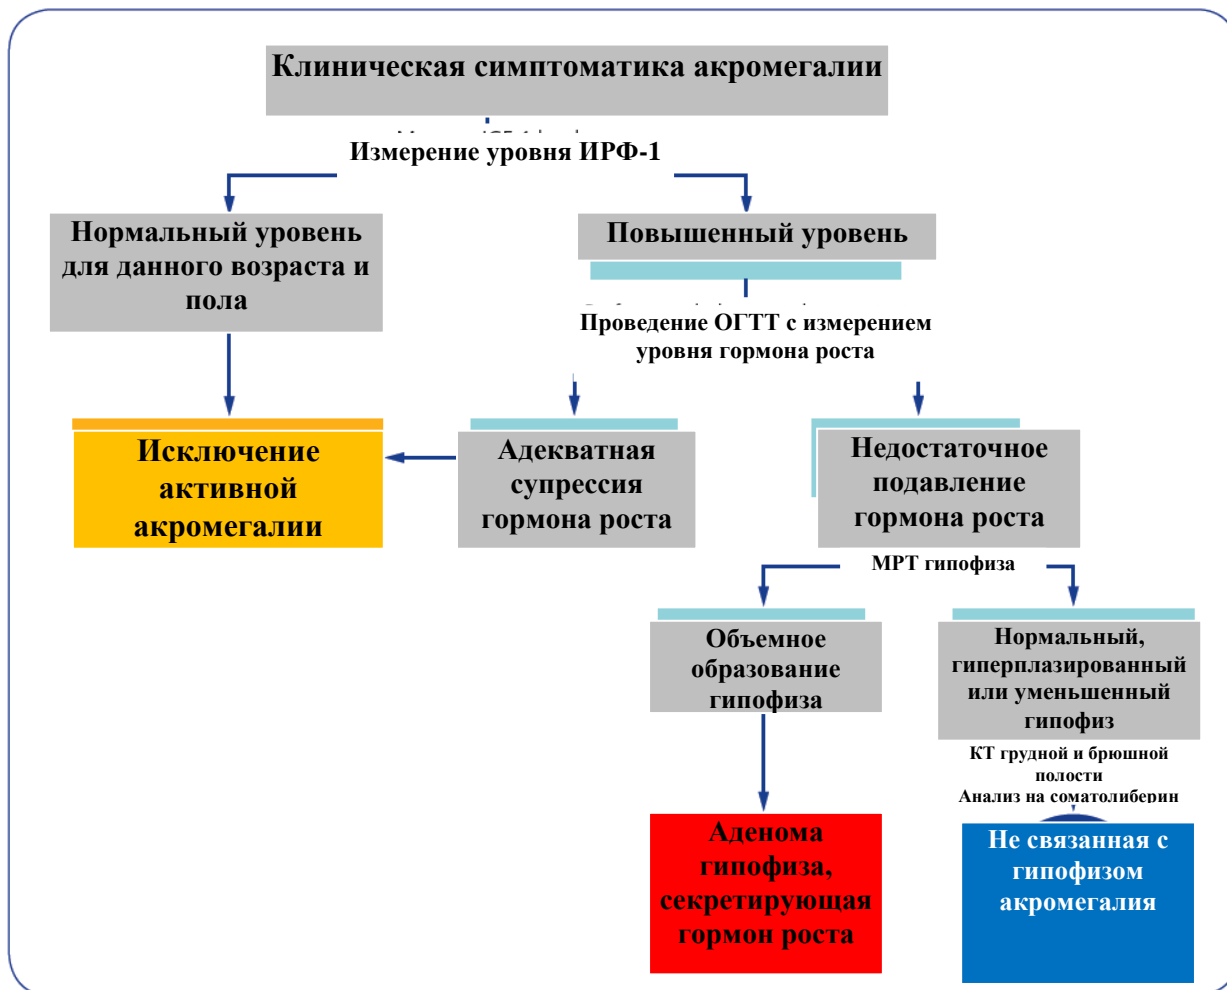 Клиническая симптоматика акромегалии
Измерение уровня ИРФ-1
Нормальный уровень
для данного возраста и
пола
Повышенный уровень
Проведение ОГТТ с измерением
уровня гормона роста
Исключение
активной
акромегалии
Адекватная
супрессия
гормона роста
Недостаточное
подавление
гормона роста
МРТ гипофиза
Объемное
образование
гипофиза
Нормальный,
гиперплазированный
или уменьшенный
гипофиз
КТ грудной и брюшной
полости
Анализ на соматолиберин
Аденома
гипофиза,
секретирующая
гормон роста
Не связанная с
гипофизом
акромегалия